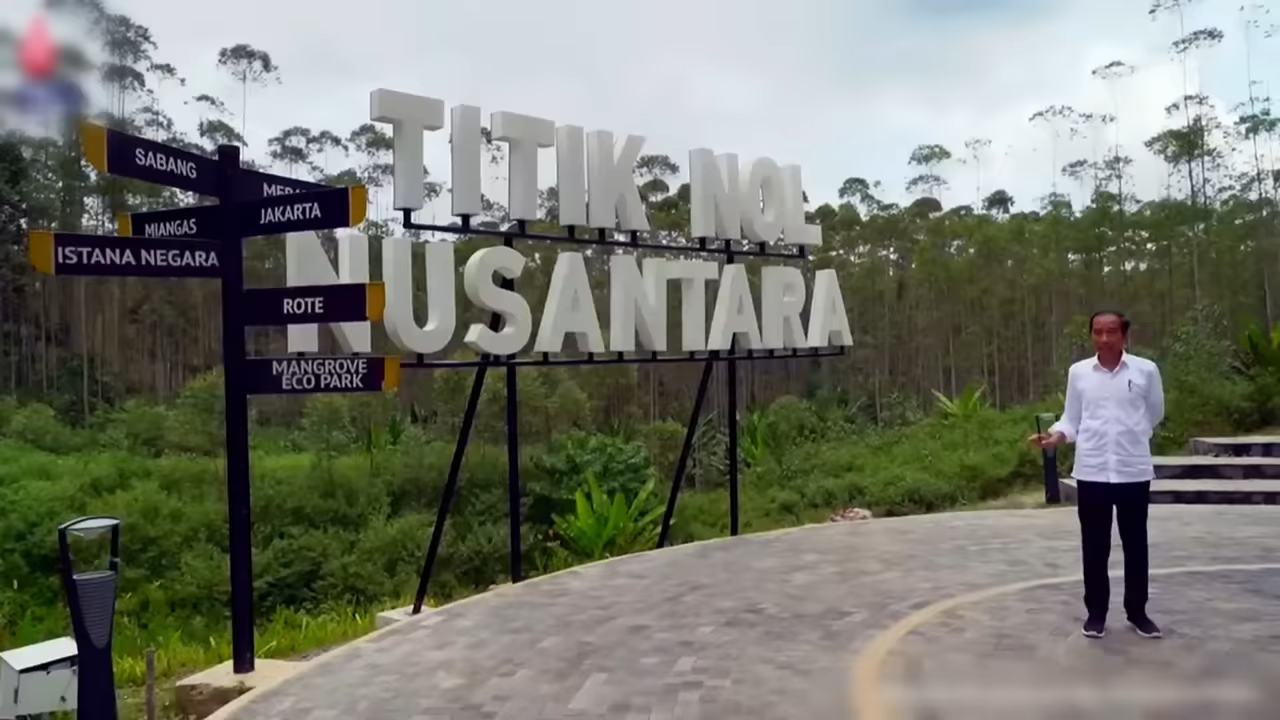 TITIK NOL
NUSANTARA
SABANG
MIANGAS
JAKARTA
ISTANA NEGARA
ROTE
MANGROVE
ECO PARK